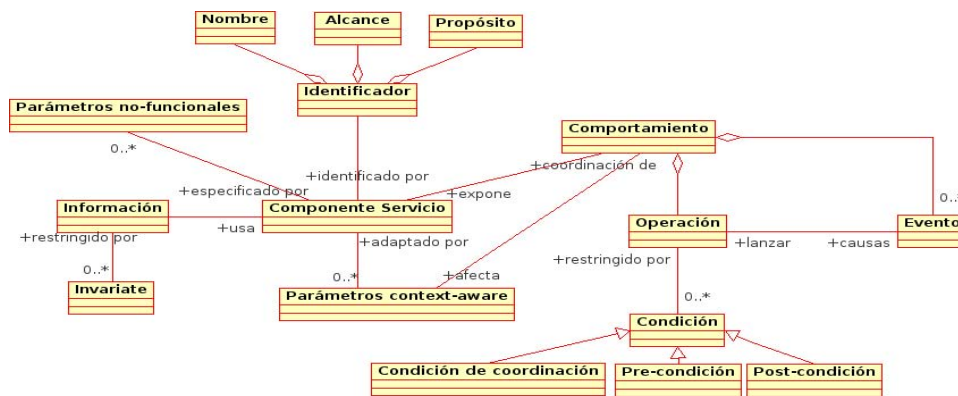 Nombre
Alcance
Propósito
Identificador
Parámetros no-funcionales
Comportamiento
0..*
+coordinación de
+identificado por
+especificado por
+expone
Información
Componente Servicio
Operación
Evento
0..*
+restringido por
+usa
+adaptado por
+lanzar
+causas
+restringido por
0..*
0..*
+afecta
Invariate
Parámetros context-aware
0..*
Condición
Condición de coordinación
Pre-condición
Post-condición